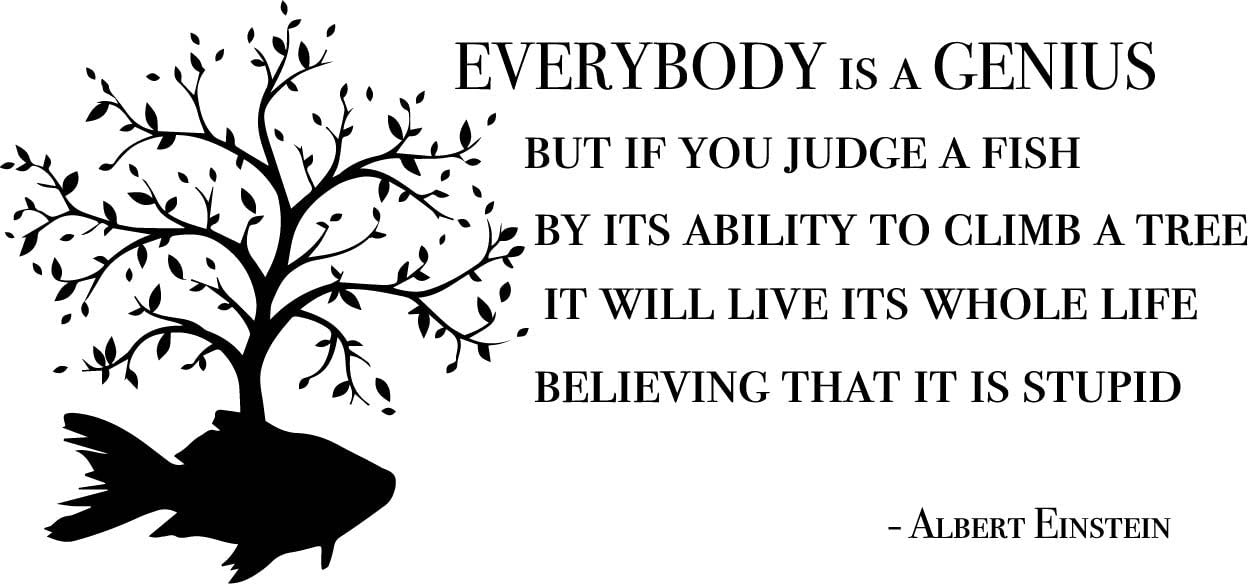 EVERYBODY IS A GENIUS
BUT IF YOU JUDGE A FISH
BY ITS ABILITY TO CLIMB A TREE
IT WILL LIVE ITS WHOLE LIFE
BELIEVING THAT IT IS STUPID
- ALBERT EINSTEIN